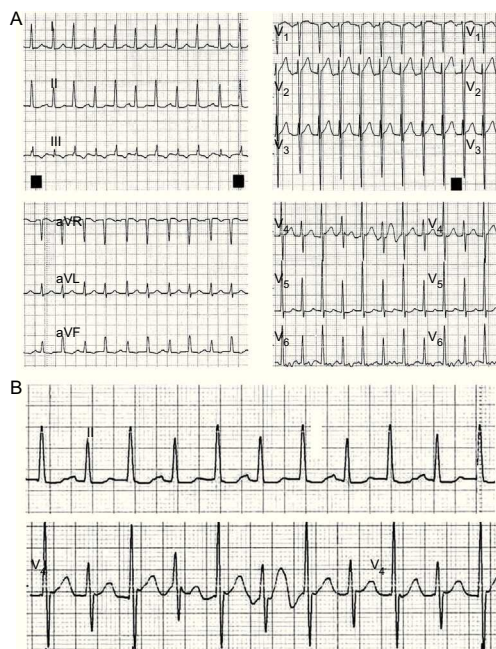 A
I
II
III
V1 V1
V2 V2
V3 V3
aVR
aVL
aVF
V4 V4
V5 V5
V6 V6
B
II
V4 V4